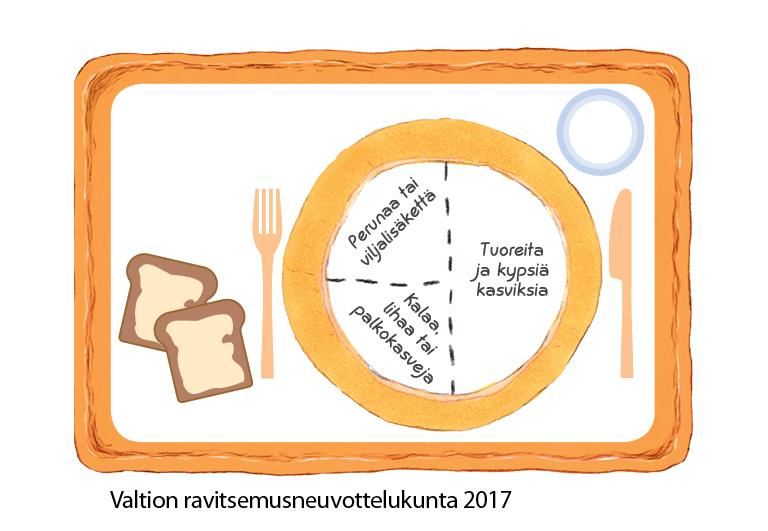 Perunaa tai
viljalisäkettä
Tuoreita
ja kypsiä
kasviksia
Kalaa,
lihaa tai
palkokasveja
Valtion ravitsemusneuvottelukunta 2017